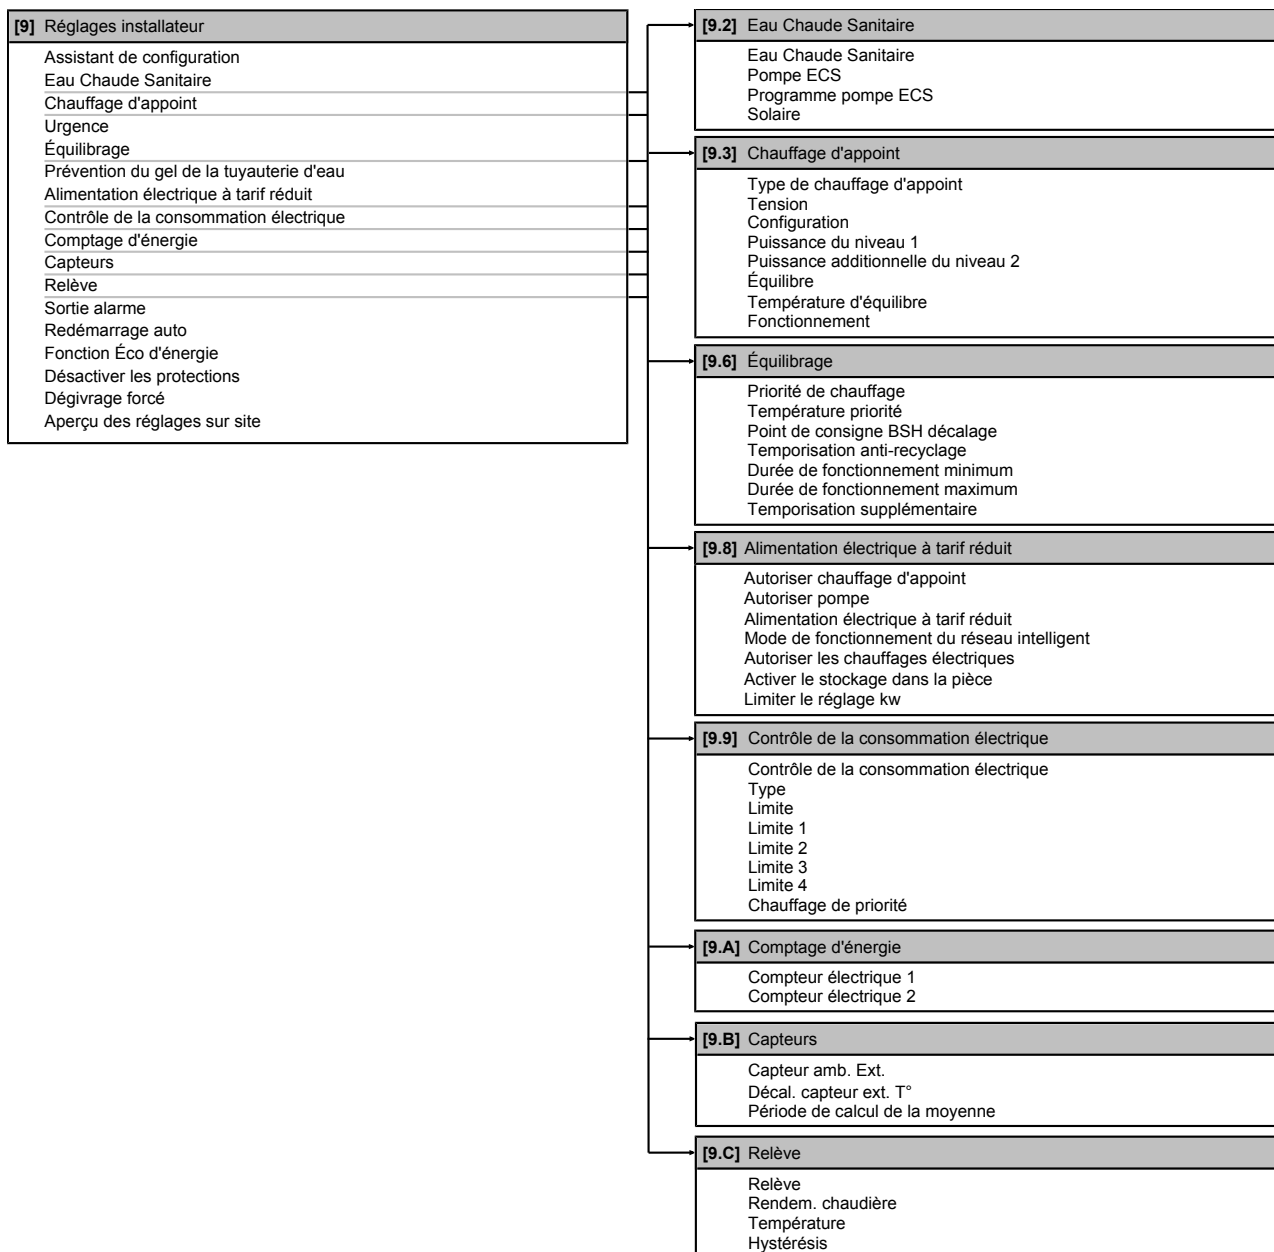 [9] Réglages installateur
Assistant de configuration
Eau Chaude Sanitaire
Chauffage d'appoint
Urgence
Équilibrage
Prévention du gel de la tuyauterie d'eau
Alimentation électrique à tarif réduit
Contrôle de la consommation électrique
Comptage d'énergie
Capteurs
Relève
Sortie alarme
Redémarrage auto
Fonction Éco d'énergie
Désactiver les protections
Dégivrage forcé
Aperçu des réglages sur site
[9.2] Eau Chaude Sanitaire
Eau Chaude Sanitaire
Pompe ECS
Programme pompe ECS
Solaire
[9.3] Chauffage d'appoint
Type de chauffage d'appoint
Tension
Configuration
Puissance du niveau 1
Puissance additionnelle du niveau 2
Équilibre
Température d'équilibre
Fonctionnement
[9.6] Équilibrage
Priorité de chauffage
Température priorité
Point de consigne BSH décalage
Temporisation anti-recyclage
Durée de fonctionnement minimum
Durée de fonctionnement maximum
Temporisation supplémentaire
[9.8] Alimentation électrique à tarif réduit
Autoriser chauffage d'appoint
Autoriser pompe
Alimentation électrique à tarif réduit
Mode de fonctionnement du réseau intelligent
Autoriser les chauffages électriques
Activer le stockage dans la pièce
Limiter le réglage kw
[9.9] Contrôle de la consommation électrique
Contrôle de la consommation électrique
Type
Limite
Limite 1
Limite 2
Limite 3
Limite 4
Chauffage de priorité
[9.A] Comptage d'énergie
Compteur électrique 1
Compteur électrique 2
[9.B] Capteurs
Capteur amb. Ext.
Décal. capteur ext. T°
Période de calcul de la moyenne
[9.C] Relève
Relève
Rendem. chaudière
Température
Hystérésis